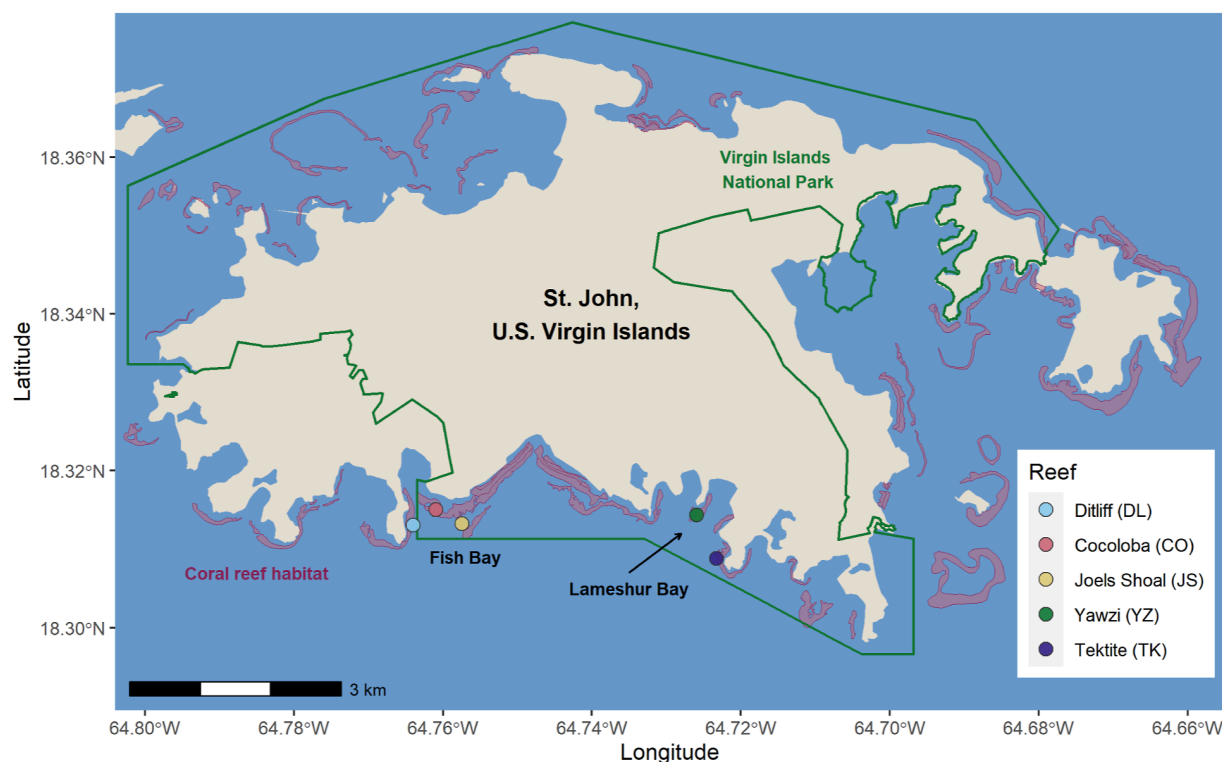 Virgin Islands
National Park
St. John,
U.S. Virgin Islands
Fish Bay
Lameshur Bay
Coral reef habitat
3 km
Reef
Ditliff (DL)
Cocoloba (CO)
Joels Shoal (JS)
Yawzi (YZ)
Tektite (TK)
Latitude
18.36°N
18.34°N
18.32°N
18.30°N
64.80°W
64.78°W
64.76°W
64.74°W
64.72°W
64.70°W
64.68°W
64.66°W
Longitude